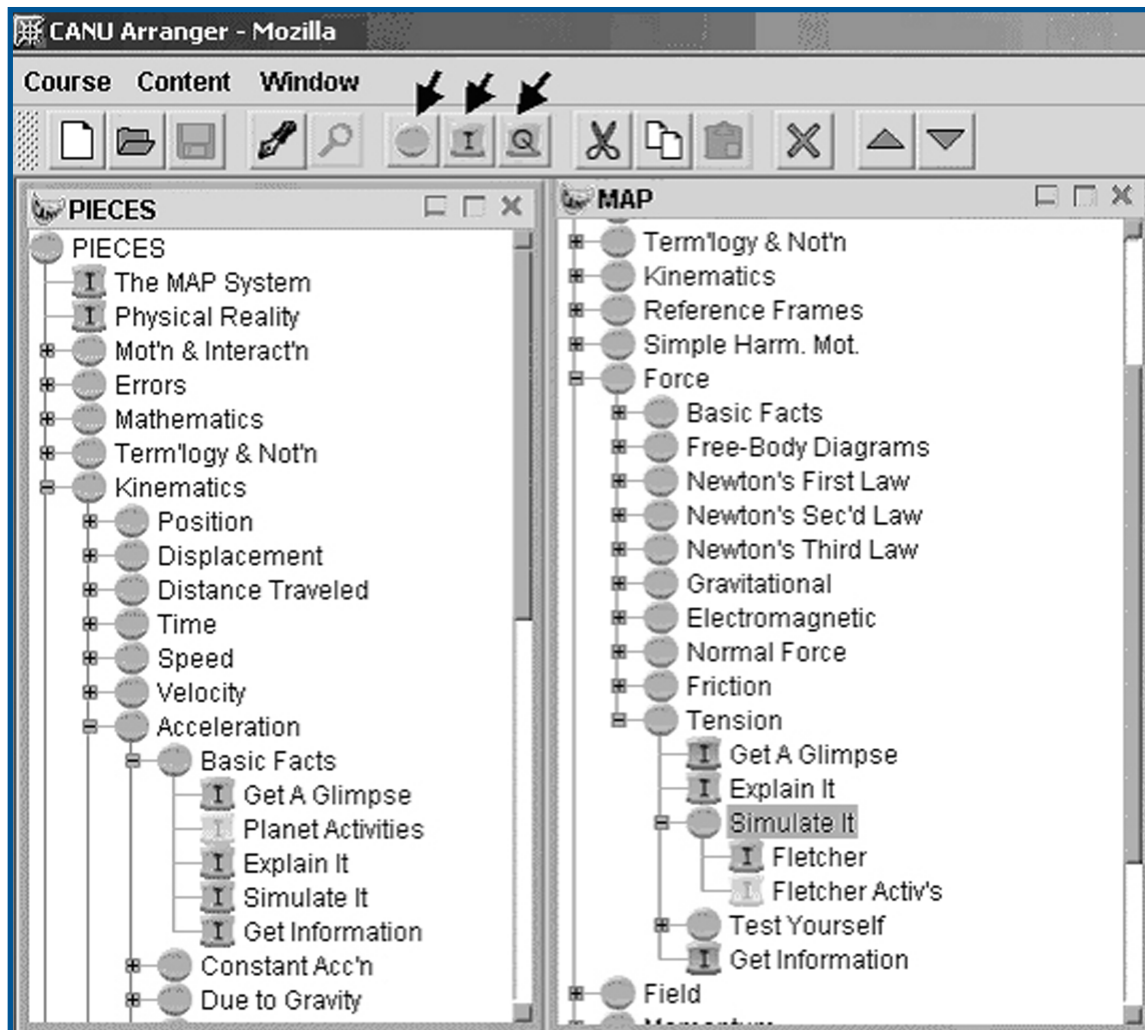 CANU Arranger - Mozilla
Course Content Window
I Q
PIECES
PIECES
I The MAP System
I Physical Reality
Mot'n & Interact'n
Errors
Mathematics
Term'logy & Not'n
Kinematics
Position
Displacement
Distance Traveled
Time
Speed
Velocity
Acceleration
Basic Facts
I Get A Glimpse
I Planet Activities
I Explain It
I Simulate It
I Get Information
Constant Acc'n
Due to Gravity
MAP
Term'logy & Not'n
Kinematics
Reference Frames
Simple Harm. Mot.
Force
Basic Facts
Free-Body Diagrams
Newton's First Law
Newton's Sec'd Law
Newton's Third Law
Gravitational
Electromagnetic
Normal Force
Friction
Tension
I Get A Glimpse
I Explain It
Simulate It
I Fletcher
I Fletcher Activ's
Test Yourself
I Get Information
Field